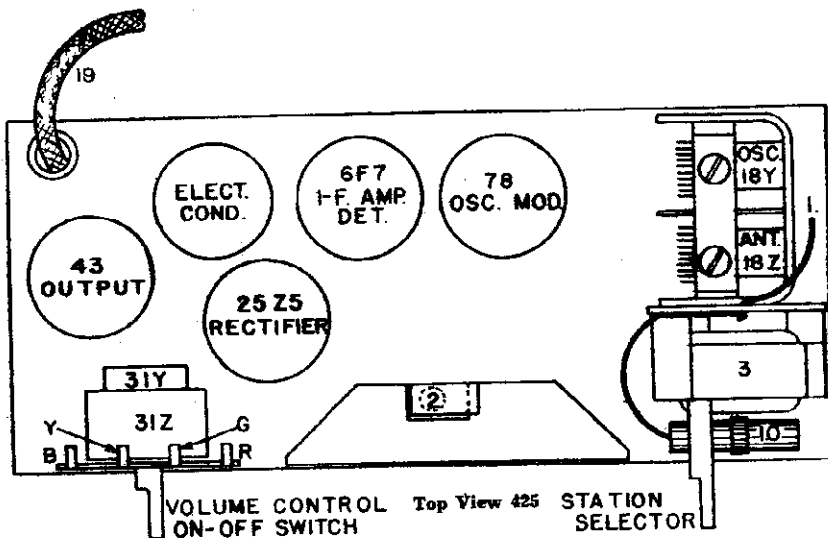 19
ELECT.
COND.
6F7
I-F. AMP.
DET.
78
OSC. MOD.
OSC.
18Y
1.
ANT.
18Z
43
OUTPUT
25Z5
RECTIFIER
31Y
31Z
Y
G
B
R
2
3
10
VOLUME CONTROL
ON-OFF SWITCH
Top View 425
STATION
SELECTOR